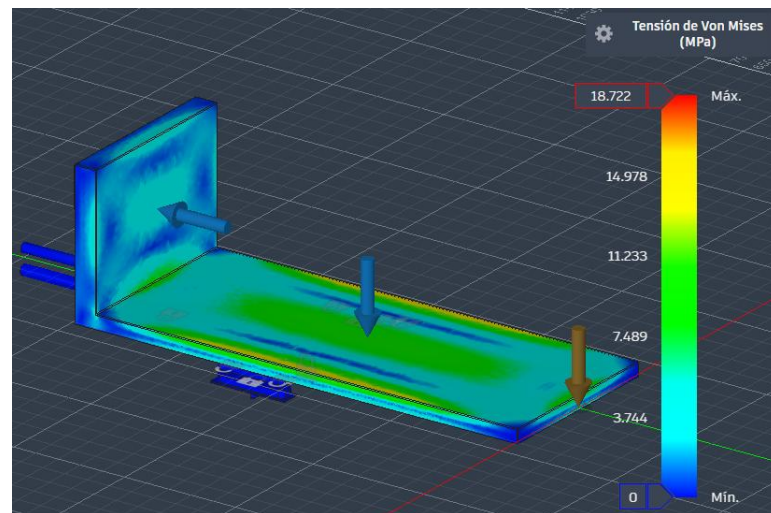 Tensión de Von Mises
(MPa)
18.722
Máx.
14.978
11.233
7.489
3.744
0
Mín.